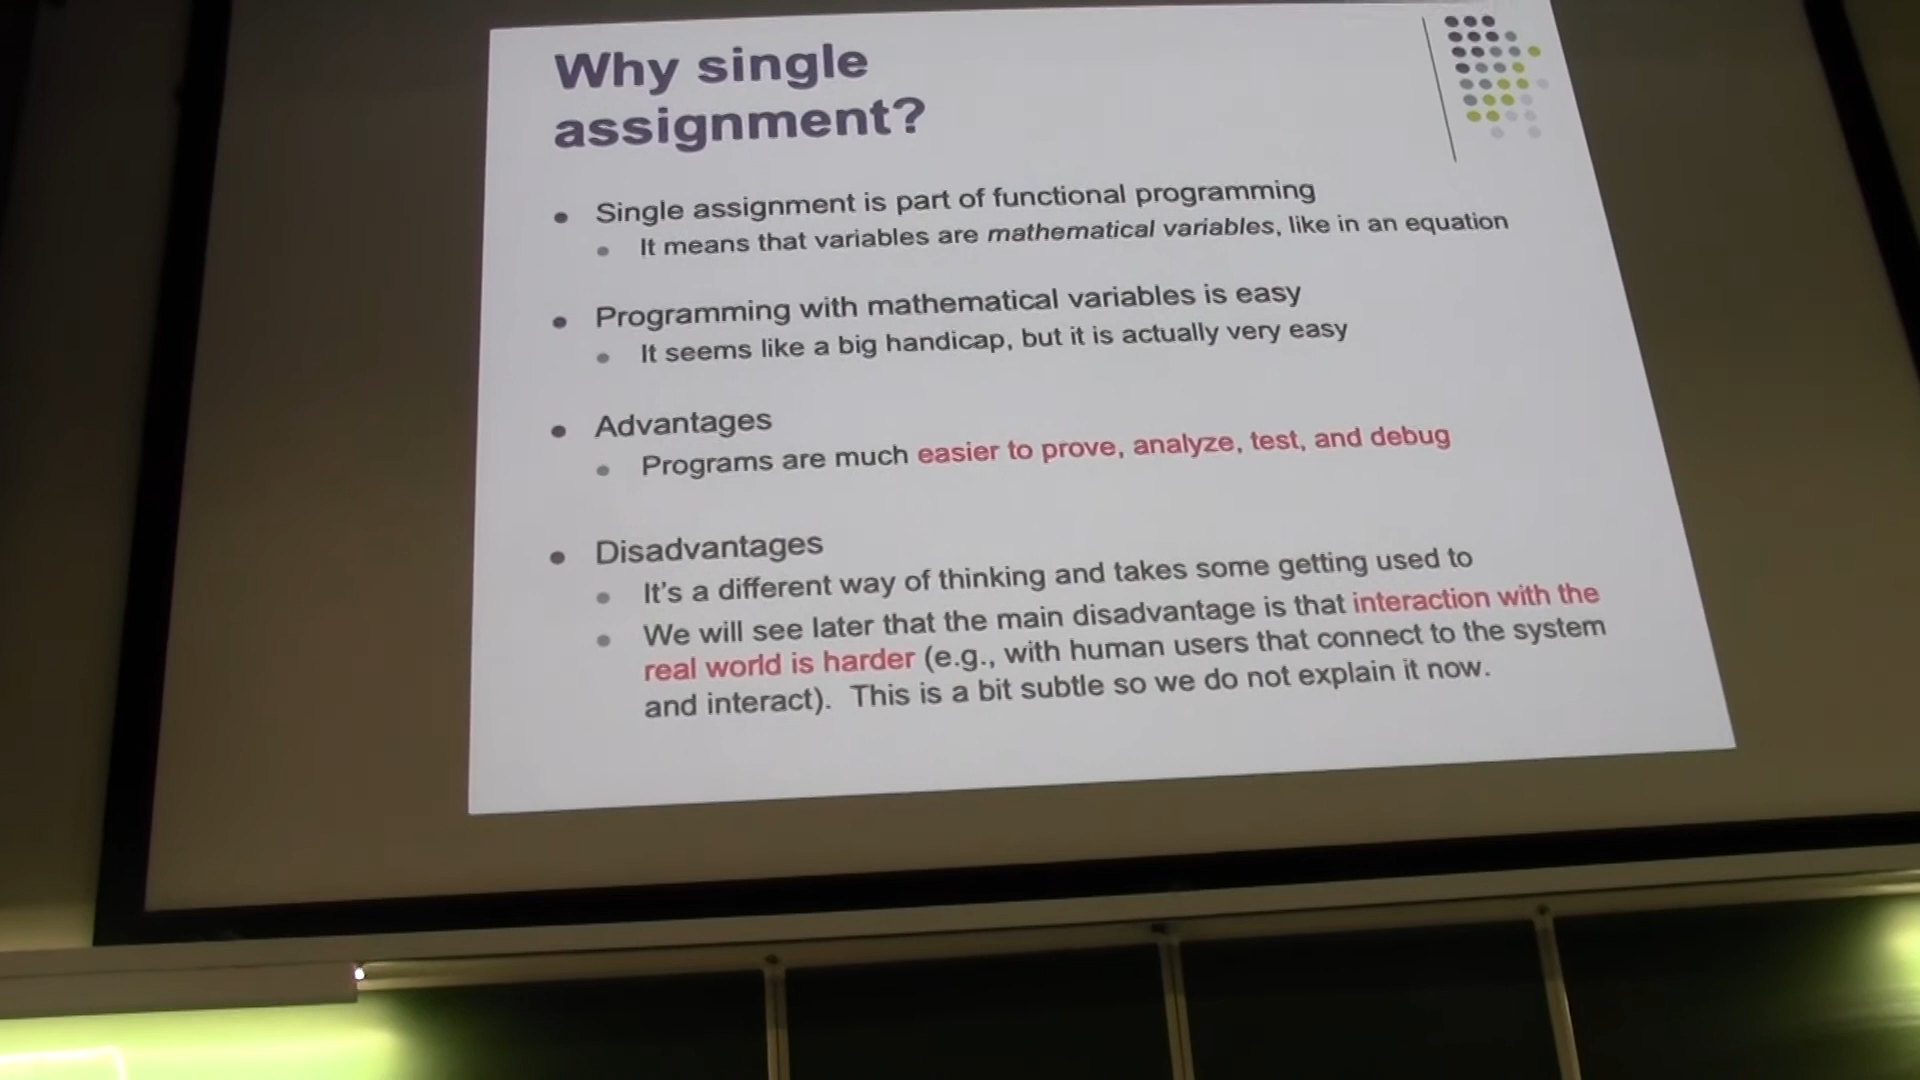 Why single
assignment?
Single assignment is part of functional programming
It means that variables are mathematical variables, like in an equation
Programming with mathematical variables is easy
It seems like a big handicap, but it is actually very easy
Advantages
Programs are much easier to prove, analyze, test, and debug
Disadvantages
It's a different way of thinking and takes some getting used to
We will see later that the main disadvantage is that interaction with the
real world is harder (e.g., with human users that connect to the system
and interact).  This is a bit subtle so we do not explain it now.